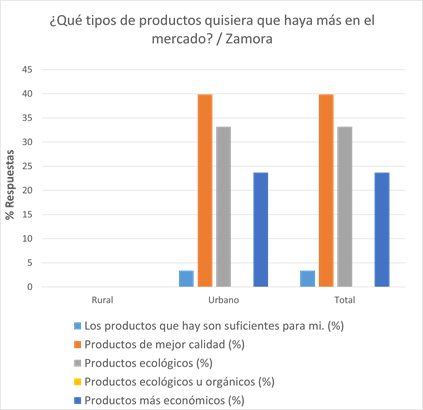 ¿Qué tipos de productos quisiera que haya más en el
mercado? / Zamora
45
40
35
30
25
20
15
10
5
0
% Respuestas
Rural
Urbano
Total
Los productos que hay son suficientes para mi. (%)
Productos de mejor calidad (%)
Productos ecológicos (%)
Productos ecológicos u orgánicos (%)
Productos más económicos (%)